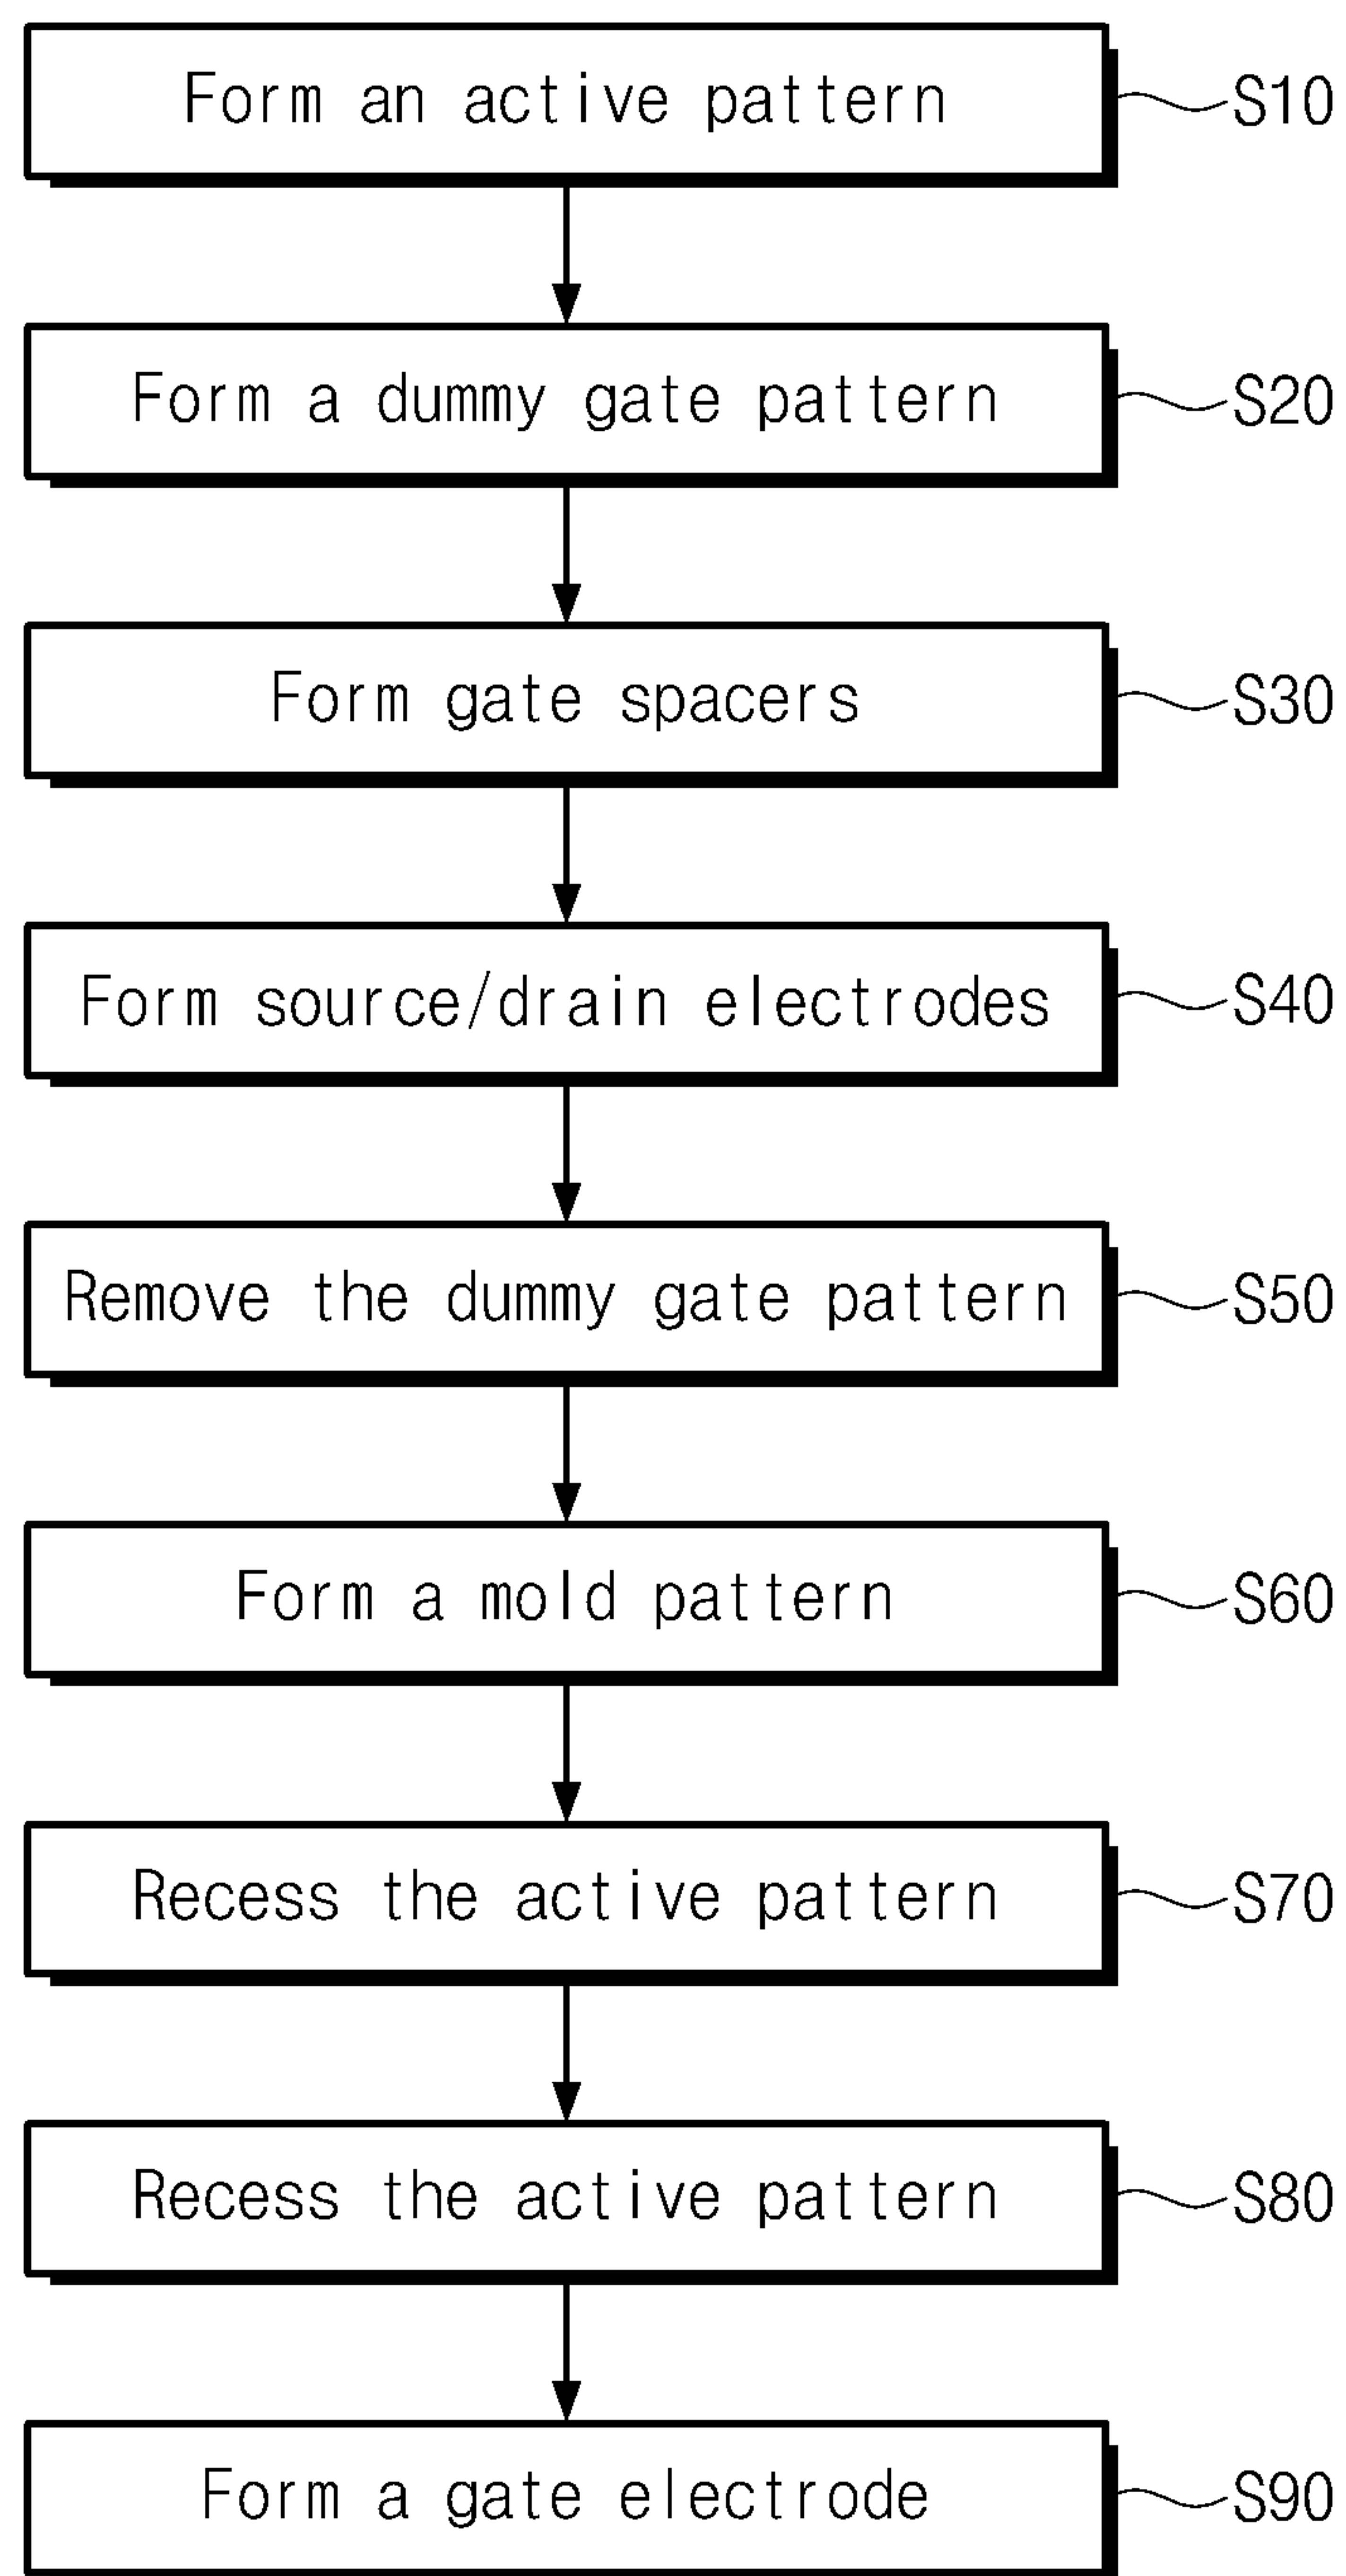 Form an active pattern S10
Form a dummy gate pattern S20
Form gate spacers S30
Form source/drain electrodes S40
Remove the dummy gate pattern S50
Form a mold pattern S60
Recess the active pattern S70
Recess the active pattern S80
Form a gate electrode S90